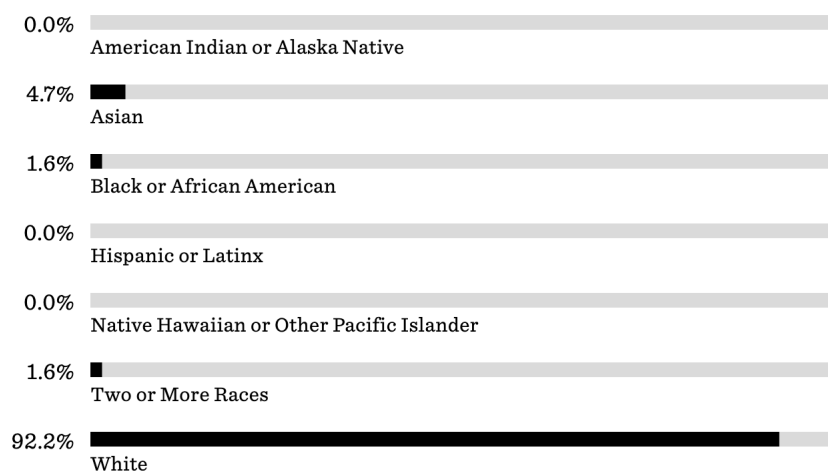 0.0%
American Indian or Alaska Native
4.7%
Asian
1.6%
Black or African American
0.0%
Hispanic or Latinx
0.0%
Native Hawaiian or Other Pacific Islander
1.6%
Two or More Races
92.2%
White